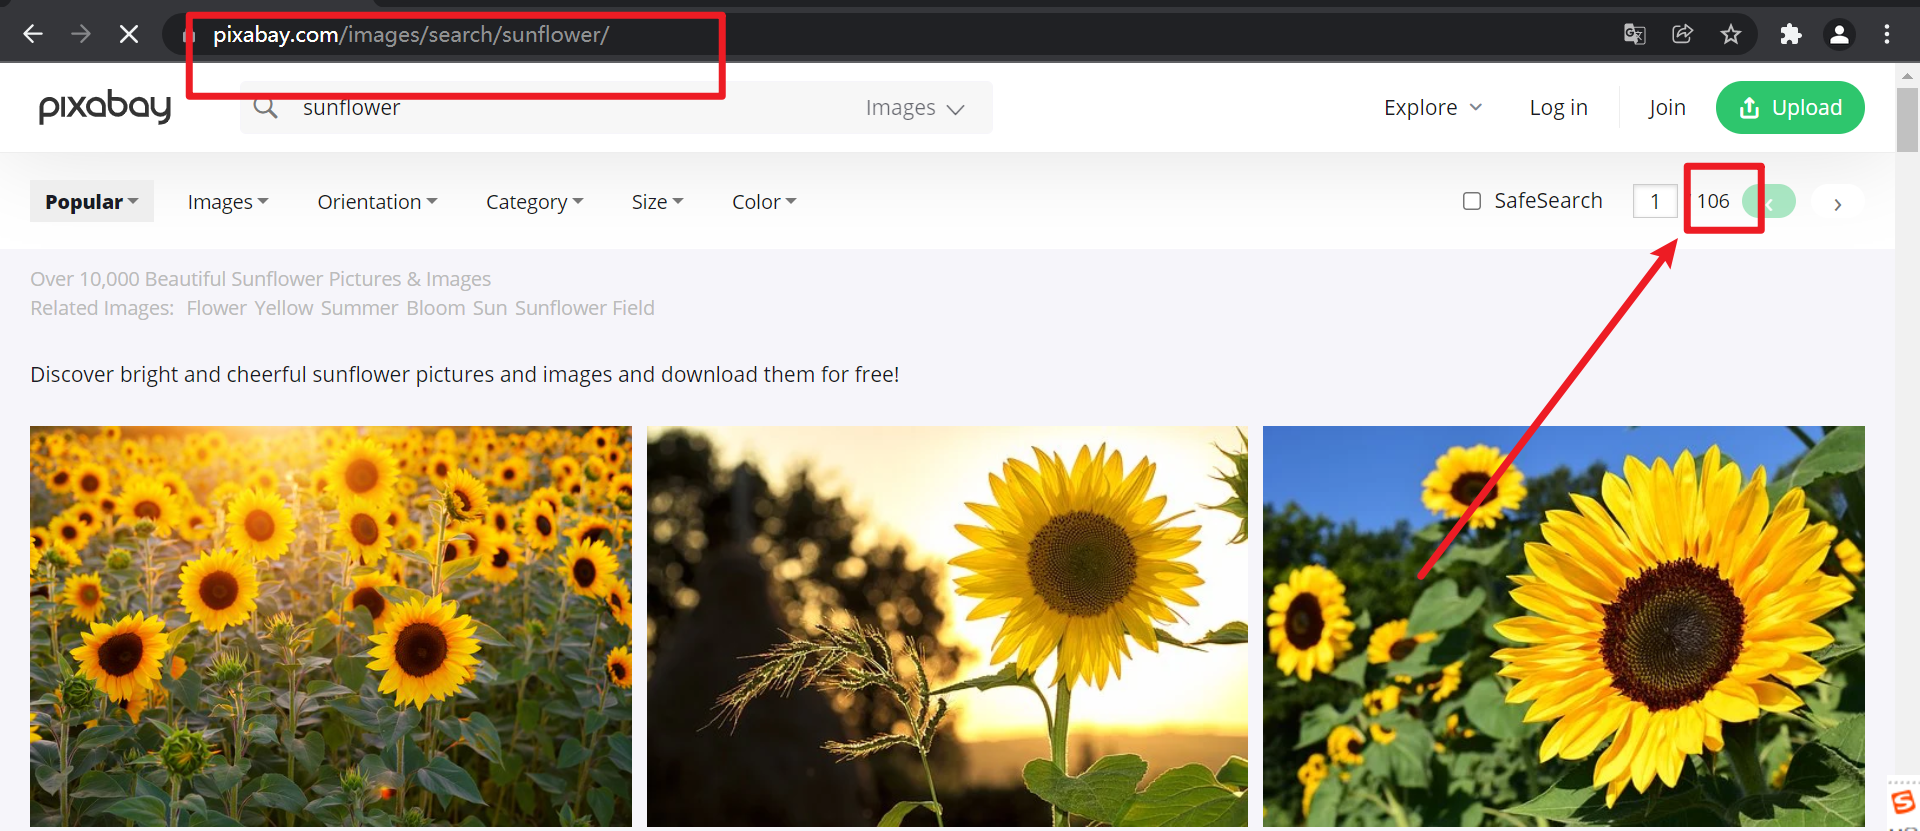 pixabay.com/images/search/sunflower/
pixabay sunflower Images Explore Log in Join Upload
Popular Images Orientation Category Size Color SafeSearch 1 106
Over 10,000 Beautiful Sunflower Pictures & Images
Related Images: Flower Yellow Summer Bloom Sun Sunflower Field
Discover bright and cheerful sunflower pictures and images and download them for free!